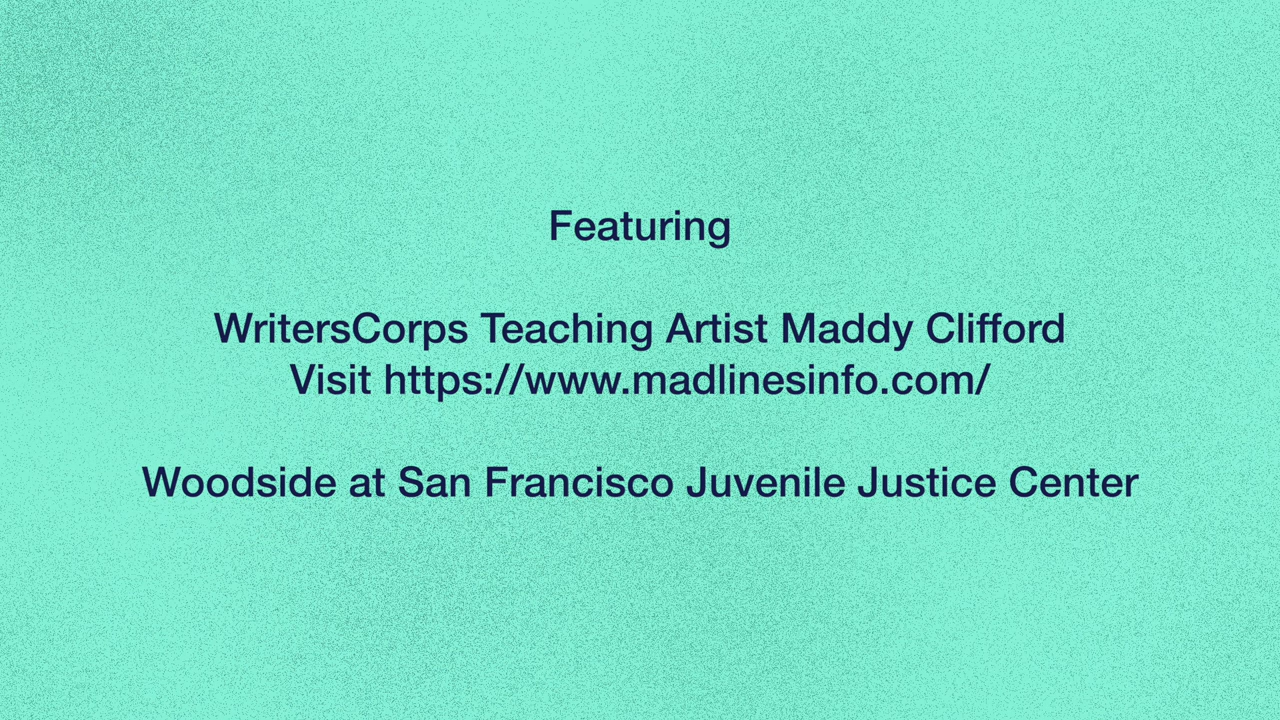 Featuring
WritersCorps Teaching Artist Maddy Clifford
Visit https://www.madlinesinfo.com/
Woodside at San Francisco Juvenile Justice Center